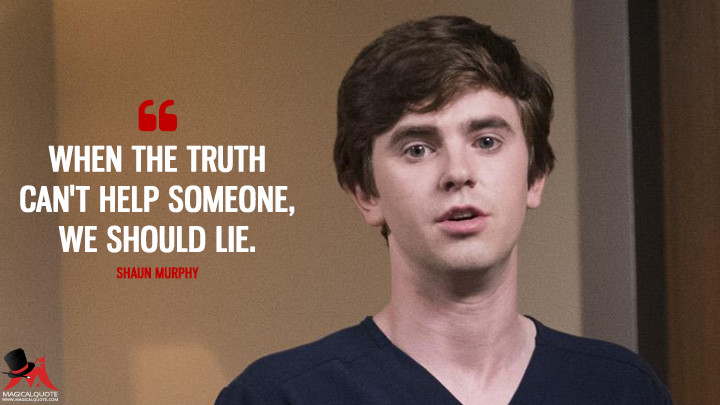 WHEN THE TRUTH
CAN'T HELP SOMEONE,
WE SHOULD LIE.
SHAUN MURPHY
MAGICALQUOTE
WWW.MAGICALQUOTE.COM